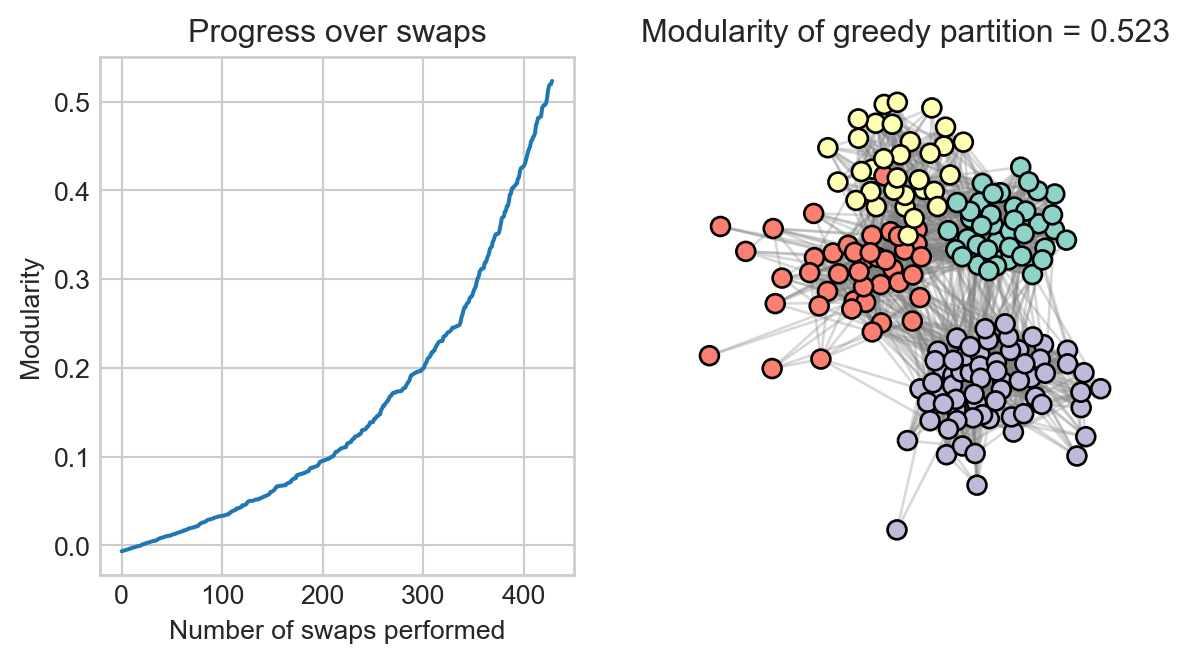 Progress over swaps
Modularity of greedy partition = 0.523
0.5
0.4
0.3
0.2
0.1
0.0
Modularity
0 100 200 300 400
Number of swaps performed